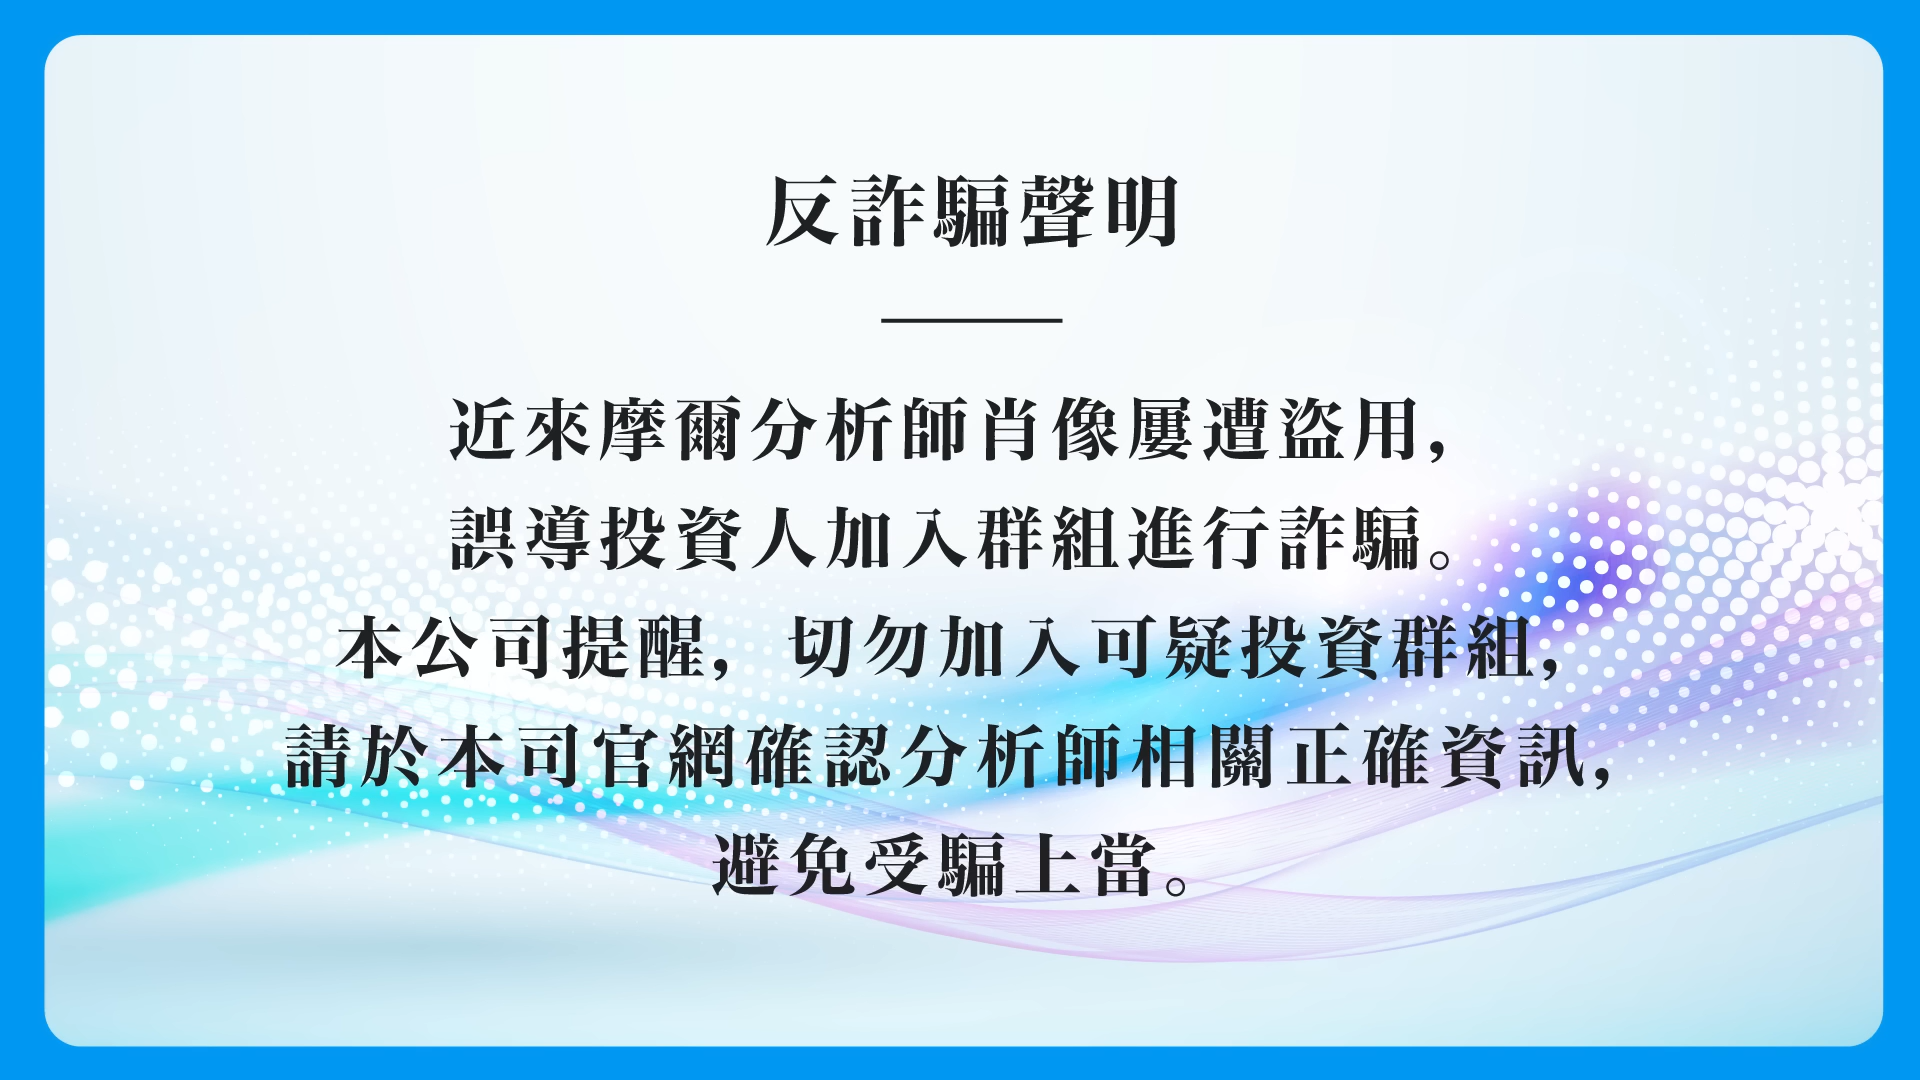 反詐騙聲明
近來摩爾分析師肖像屢遭盜用，
誤導投資人加入群組進行詐騙。
本公司提醒，切勿加入可疑投資群組，
請於本司官網確認分析師相關正確資訊，
避免受騙上當。